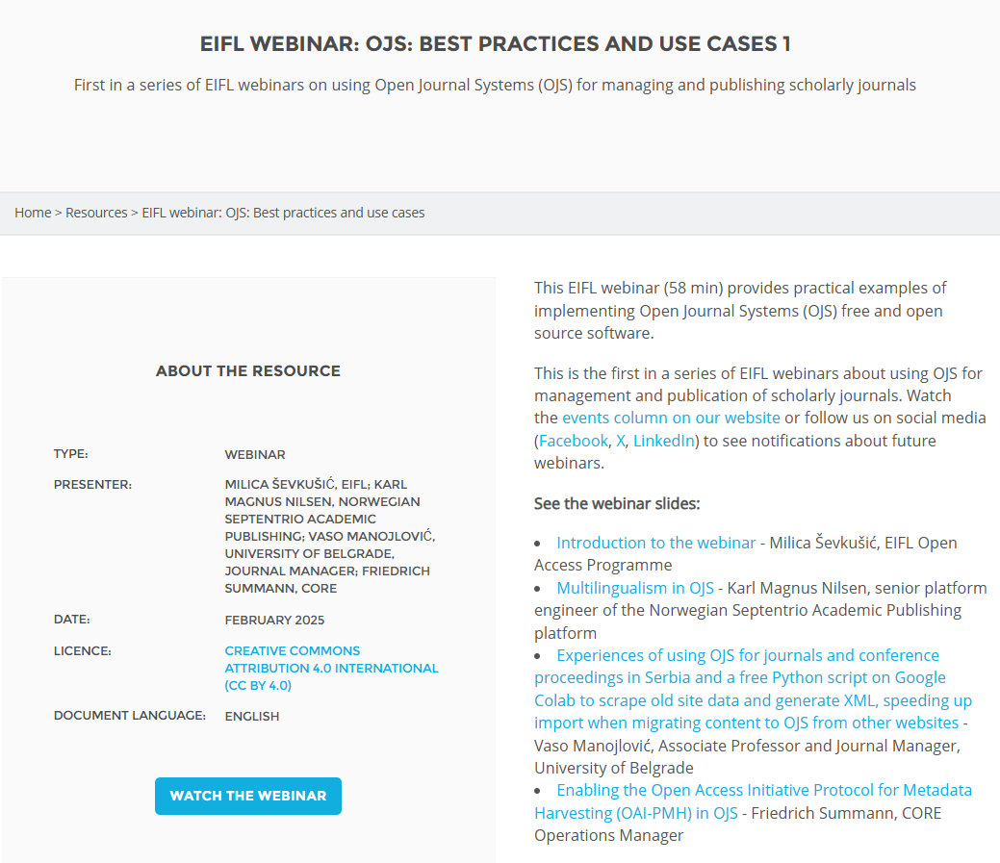 EIFL WEBINAR: OJS: BEST PRACTICES AND USE CASES 1
First in a series of EIFL webinars on using Open Journal Systems (OJS) for managing and publishing scholarly journals
Home > Resources > EIFL webinar: OJS: Best practices and use cases
ABOUT THE RESOURCE
TYPE: WEBINAR
PRESENTER: MILICA ŠEVKUŠIĆ, EIFL; KARL
MAGNUS NILSEN, NORWEGIAN
SEPTENTRIO ACADEMIC
PUBLISHING; VASO MANOJLOVIĆ,
UNIVERSITY OF BELGRADE,
JOURNAL MANAGER; FRIEDRICH
SUMMANN, CORE
DATE: FEBRUARY 2025
LICENCE: CREATIVE COMMONS
ATTRIBUTION 4.0 INTERNATIONAL
(CC BY 4.0)
DOCUMENT LANGUAGE: ENGLISH
WATCH THE WEBINAR
This EIFL webinar (58 min) provides practical examples of
implementing Open Journal Systems (OJS) free and open
source software.
This is the first in a series of EIFL webinars about using OJS for
management and publication of scholarly journals. Watch
the events column on our website or follow us on social media
(Facebook, X, LinkedIn) to see notifications about future
webinars.
See the webinar slides:
• Introduction to the webinar - Milica Ševkušić, EIFL Open
Access Programme
• Multilingualism in OJS - Karl Magnus Nilsen, senior platform
engineer of the Norwegian Septentrio Academic Publishing
platform
• Experiences of using OJS for journals and conference
proceedings in Serbia and a free Python script on Google
Colab to scrape old site data and generate XML, speeding up
import when migrating content to OJS from other websites -
Vaso Manojlović, Associate Professor and Journal Manager,
University of Belgrade
• Enabling the Open Access Initiative Protocol for Metadata
Harvesting (OAI-PMH) in OJS - Friedrich Summann, CORE
Operations Manager